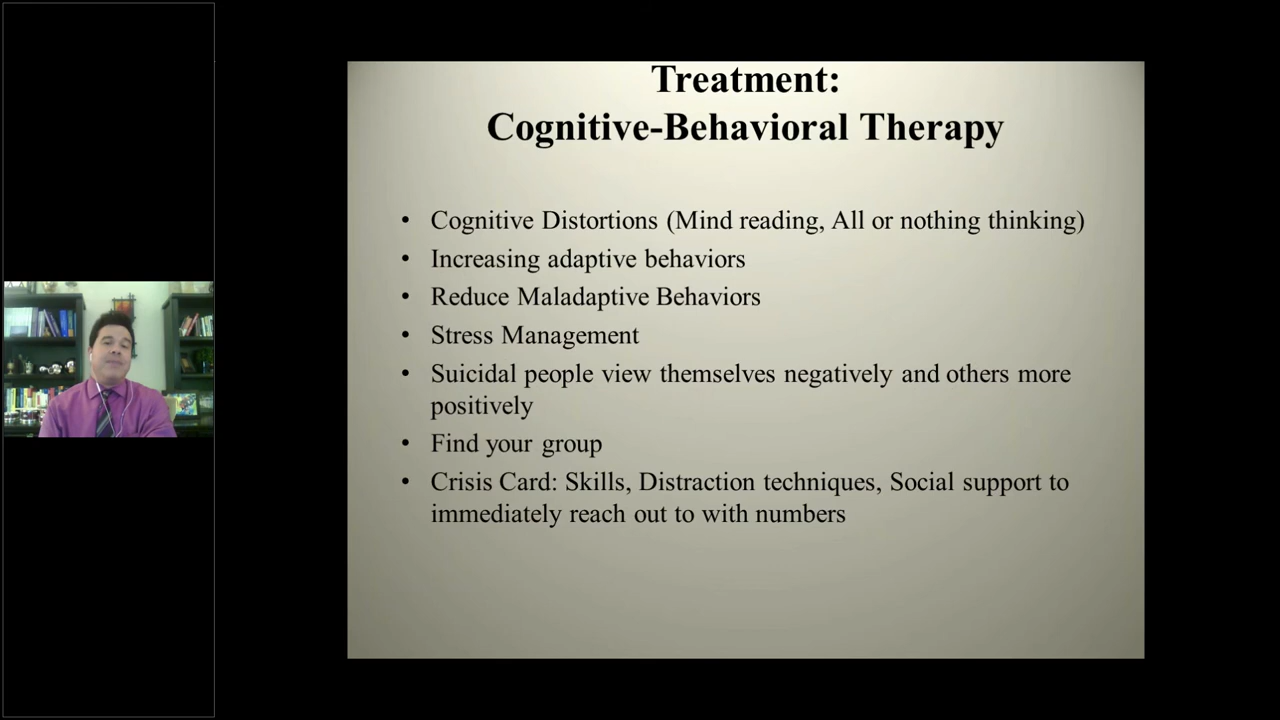 Treatment:
Cognitive-Behavioral Therapy
• Cognitive Distortions (Mind reading, All or nothing thinking)
• Increasing adaptive behaviors
• Reduce Maladaptive Behaviors
• Stress Management
• Suicidal people view themselves negatively and others more
positively
• Find your group
• Crisis Card: Skills, Distraction techniques, Social support to
immediately reach out to with numbers